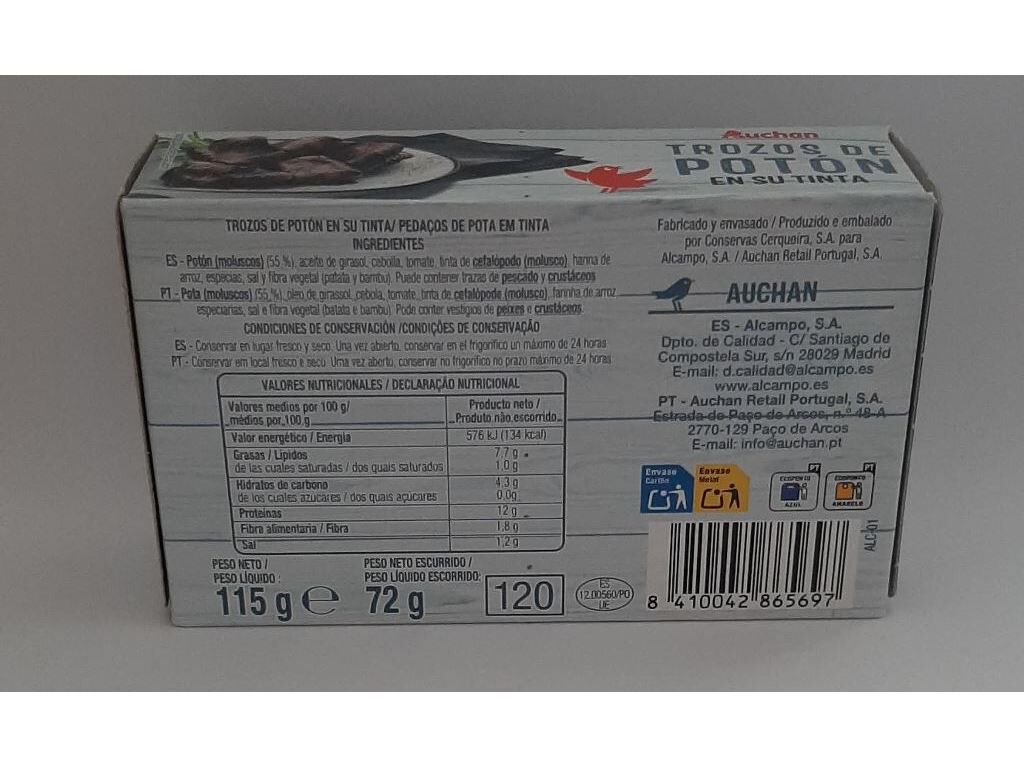 Auchan
TROZOS DE
POTÓN
EN SU TINTA
TROZOS DE POTÓN EN SU TINTA/ PEDAÇOS DE POTA EM TINTA
INGREDIENTES
ES - Potón (moluscos) (55 %), aceite de girasol, cebolla, tomate, tinta de cefalópodo (molusco), harina de
arroz, especias, sal y fibra vegetal (patata y bambú). Puede contener trazas de pescado y crustáceos
PT - Pota (moluscos) (55 %), óleo de girassol, cebola, tomate, tinta de cefalópode (molusco), farinha de arroz
especiarias, sal e fibra vegetal (batata e bambu). Pode conter vestígios de peixes e crustáceos
CONDICIONES DE CONSERVACIÓN /CONDIÇÕES DE CONSERVAÇÃO
ES - Conservar en lugar fresco y seco. Una vez abierto, conservar en el frigorífico un máximo de 24 horas
PT - Conservar em local fresco e seco. Uma vez aberto, conservar no frigorífico no prazo máximo de 24 horas
VALORES NUTRICIONALES / DECLARAÇÃO NUTRICIONAL
Valores medios por 100 g/
médios por 100 g
Producto neto /
Produto não escorrido
Valor energético / Energia 576 kJ (134 kcal)
Grasas / Lípidos 7,7 g
de las cuales saturadas / dos quais saturados 1,0 g
Hidratos de carbono 4,3 g
de los cuales azúcares / dos quais açúcares 0,0g
Proteínas 12 g
Fibra alimentaria / Fibra 1,8 g
Sal 1,2 g
PESO NETO /
PESO LÍQUIDO :
115 g e
PESO NETO ESCURRIDO /
PESO LÍQUIDO ESCORRIDO:
72 g
120
ES
12.00560/PO
UE
Fabricado y envasado / Produzido e embalado
por Conservas Cerqueira, S.A. para
Alcampo, S.A. / Auchan Retail Portugal, S.A.
AUCHAN
ES - Alcampo, S.A.
Dpto. de Calidad - C/ Santiago de
Compostela Sur, s/n 28029 Madrid
E-mail: d.calidad@alcampo.es
www.alcampo.es
PT - Auchan Retail Portugal, S.A.
Estrada de Paço de Arcos, n.º 48-A
2770-129 Paço de Arcos
E-mail: info@auchan.pt
Envase
Cartón
Envase
Metal
PT
ECOPONTO
AZUL
PT
ECOPONTO
AMARELO
ALC-01
8 410042 865697